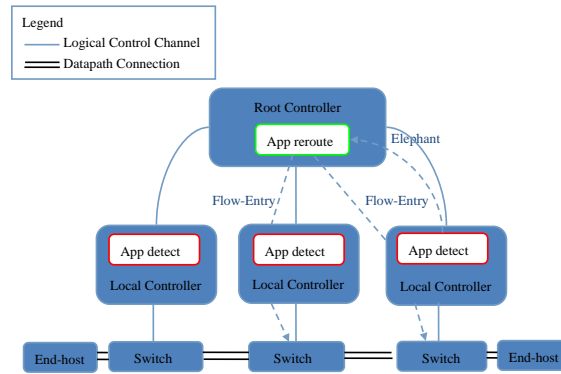 Legend
Logical Control Channel
Datapath Connection
Root Controller
App reroute
Elephant
Flow-Entry
Flow-Entry
App detect
App detect
App detect
Local Controller
Local Controller
Local Controller
End-host
Switch
Switch
Switch
End-host